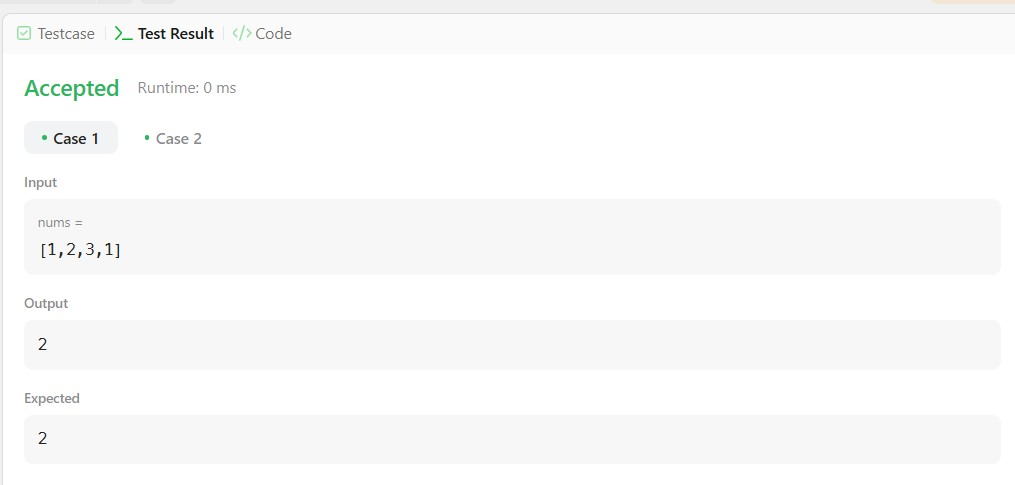 Testcase
Test Result
Code
Accepted
Runtime: 0 ms
Case 1
Case 2
Input
nums =
[1,2,3,1]
Output
2
Expected
2